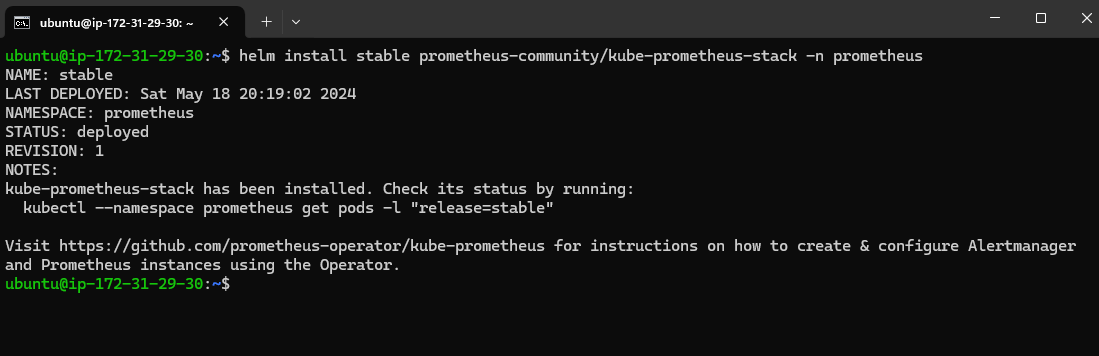 ubuntu@ip-172-31-29-30: ~
ubuntu@ip-172-31-29-30:~$ helm install stable prometheus-community/kube-prometheus-stack -n prometheus
NAME: stable
LAST DEPLOYED: Sat May 18 20:19:02 2024
NAMESPACE: prometheus
STATUS: deployed
REVISION: 1
NOTES:
kube-prometheus-stack has been installed. Check its status by running:
  kubectl --namespace prometheus get pods -l "release=stable"

Visit https://github.com/prometheus-operator/kube-prometheus for instructions on how to create & configure Alertmanager
and Prometheus instances using the Operator.
ubuntu@ip-172-31-29-30:~$